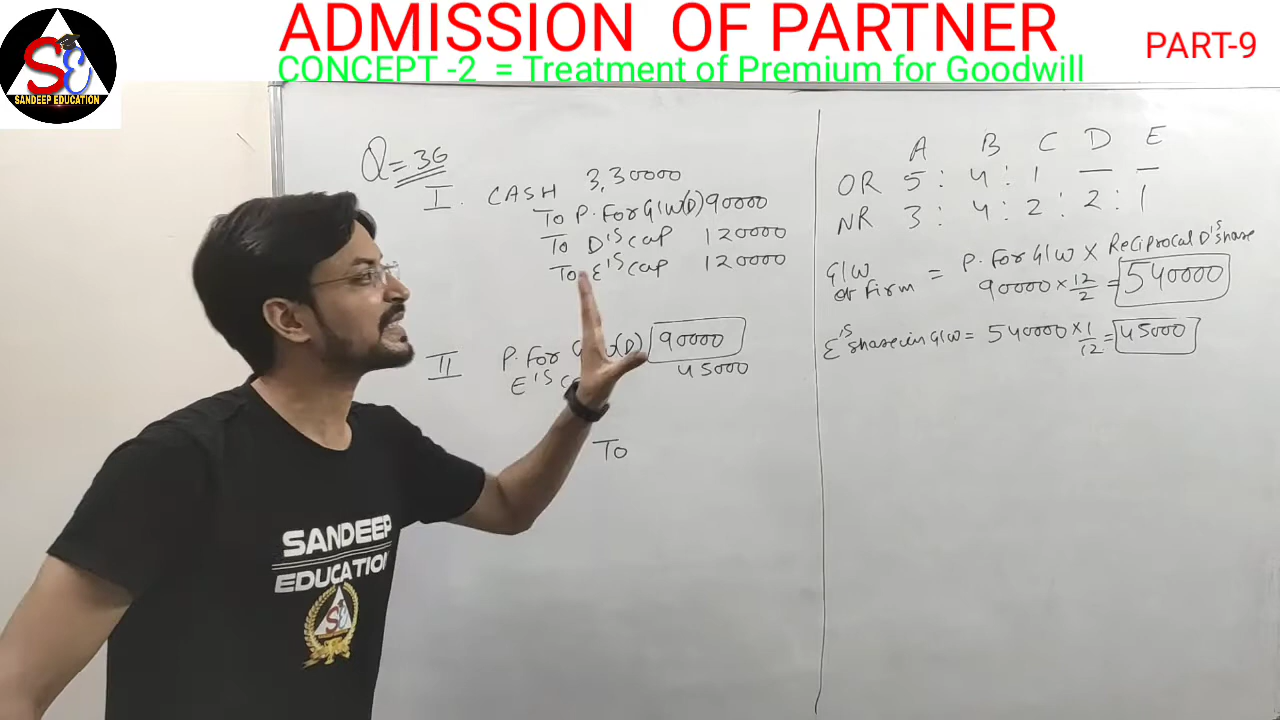 ADMISSION OF PARTNER
PART-9
CONCEPT -2 = Treatment of Premium for Goodwill
SE
SANDEEP EDUCATION
Q=36
I. CASH 3,30000
To P. For G/W(D) 90000
To D'S cap 120000
To E'S cap 120000
II P. For G (D) 90000
E'S 45000
To
A B C D E
OR 5 : 4 : 1 — —
NR 3 : 4 : 2 : 2 : 1
G/W of Firm = P. For G/W X Reciprocal D'S share
90000 × 12/2 = 540000
E'S share in G/W = 540000 × 1/12 = 45000
SANDEEP
EDUCATION
SE